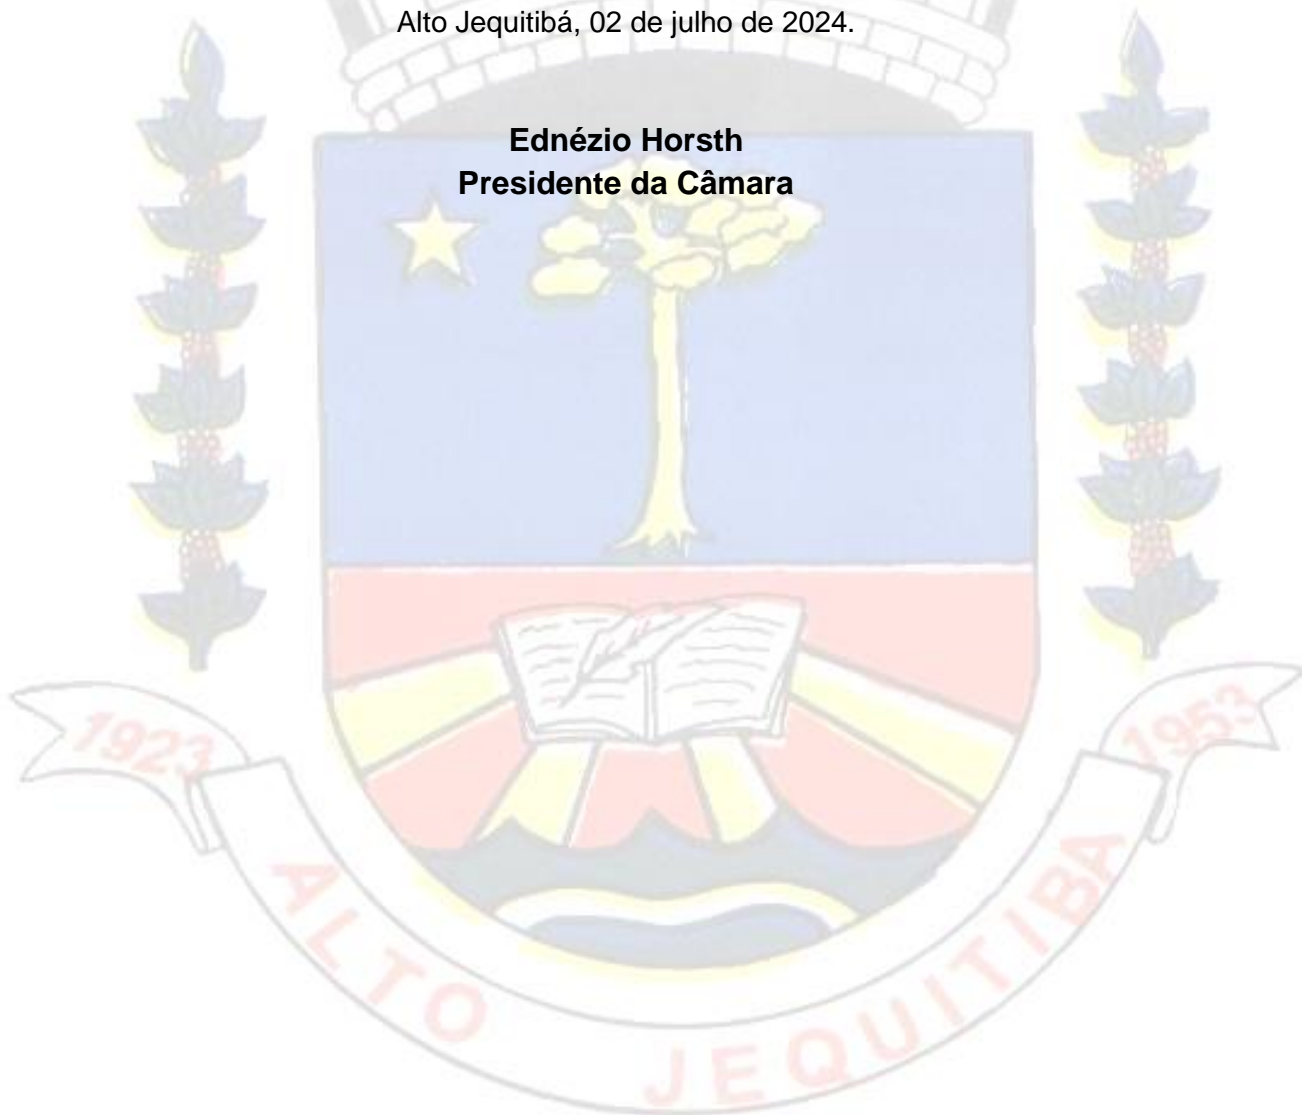 Alto Jequitibá, 02 de julho de 2024.
Ednézio Horsth
Presidente da Câmara
1923
1953
ALTO JEQUITIBA